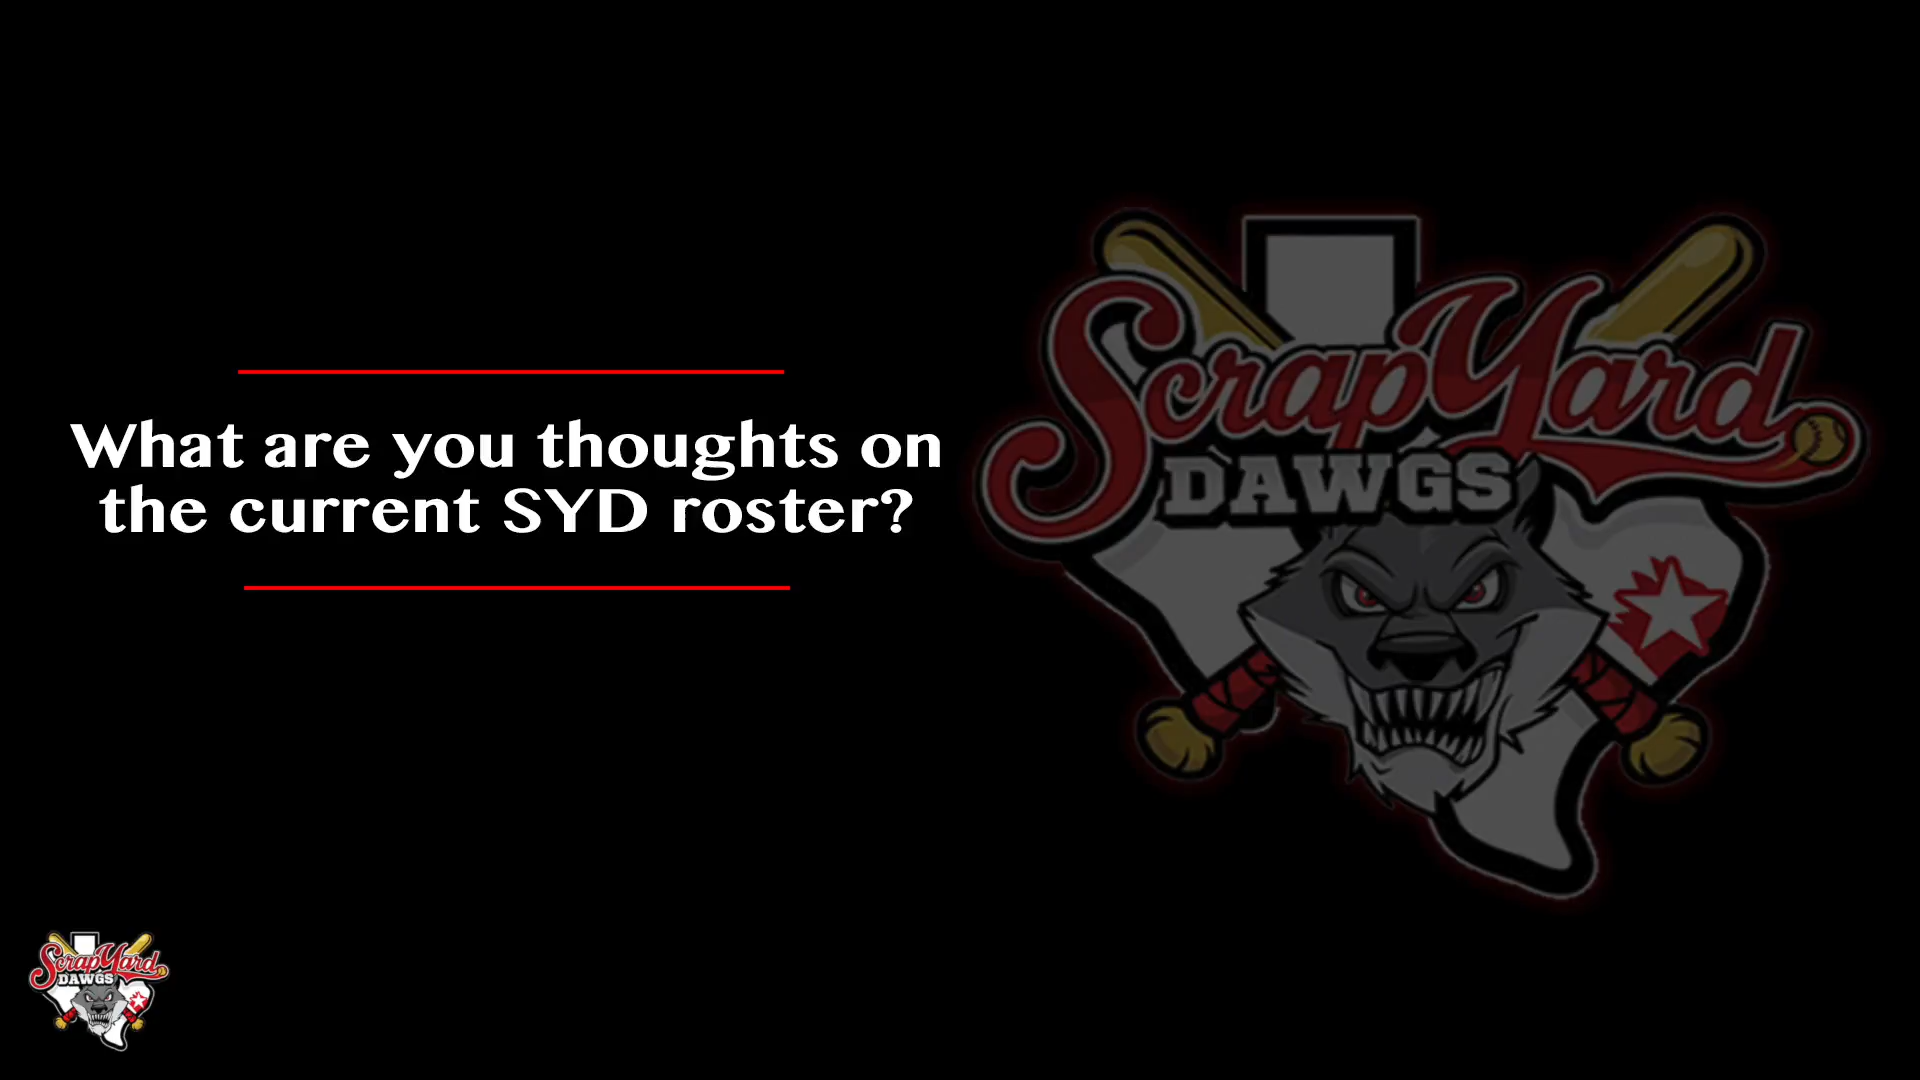 What are you thoughts on
the current SYD roster?
ScrapYard
DAWGS
ScrapYard
DAWGS